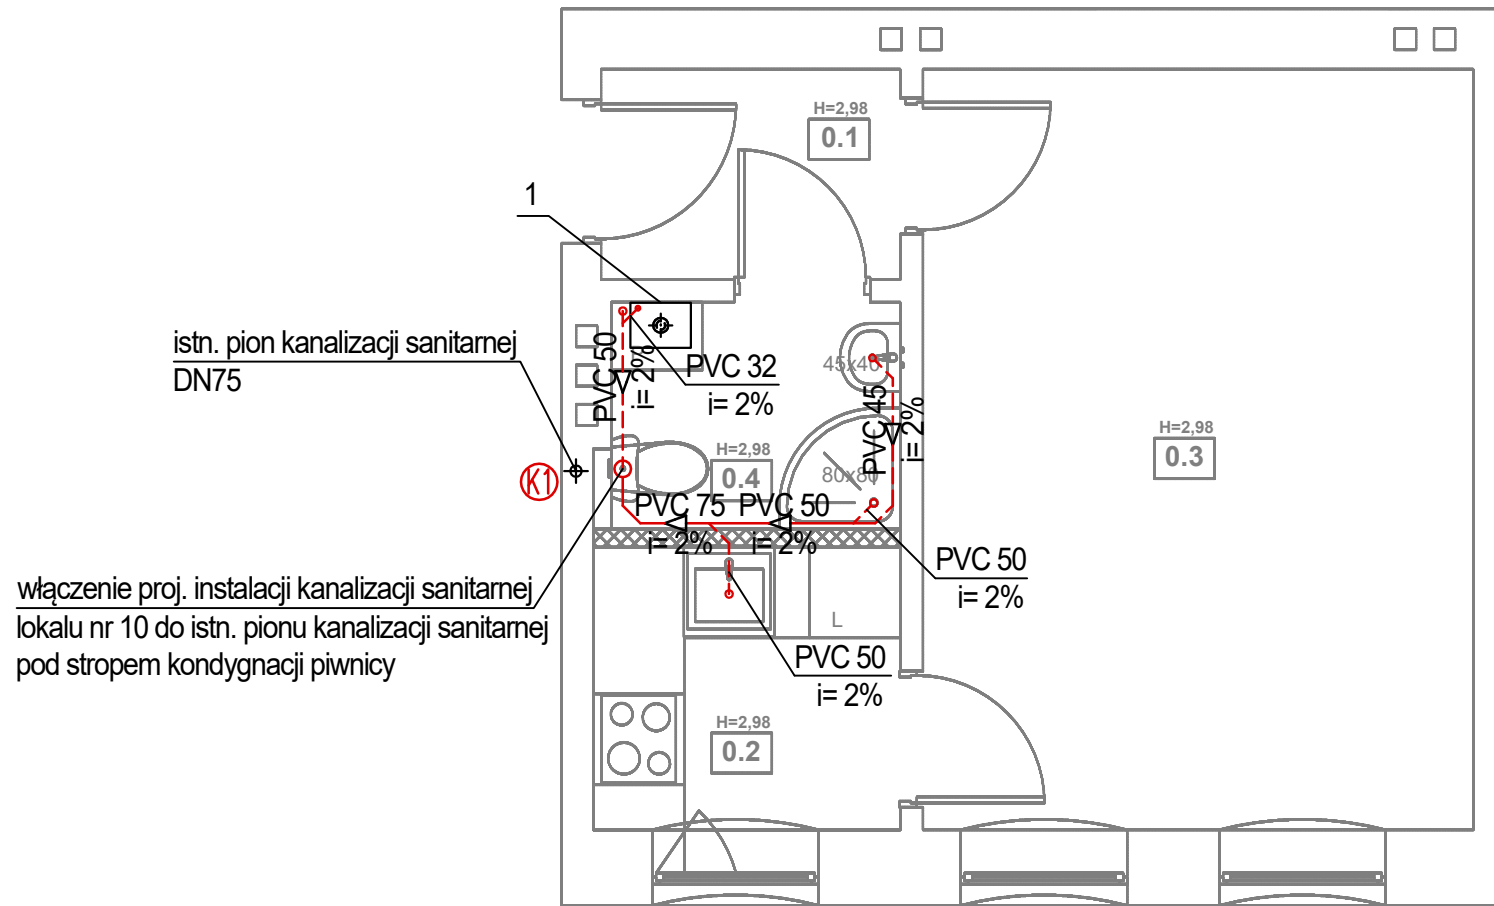 H=2,98
0.1
1
istn. pion kanalizacji sanitarnej
DN75
PVC 50
i= 2%
PVC 32
i= 2%
45x40
PVC 45
i= 2%
H=2,98
0.3
H=2,98
0.4
80x80
K1
PVC 75
i= 2%
PVC 50
i= 2%
PVC 50
i= 2%
włączenie proj. instalacji kanalizacji sanitarnej
lokalu nr 10 do istn. pionu kanalizacji sanitarnej
pod stropem kondygnacji piwnicy
L
PVC 50
i= 2%
H=2,98
0.2